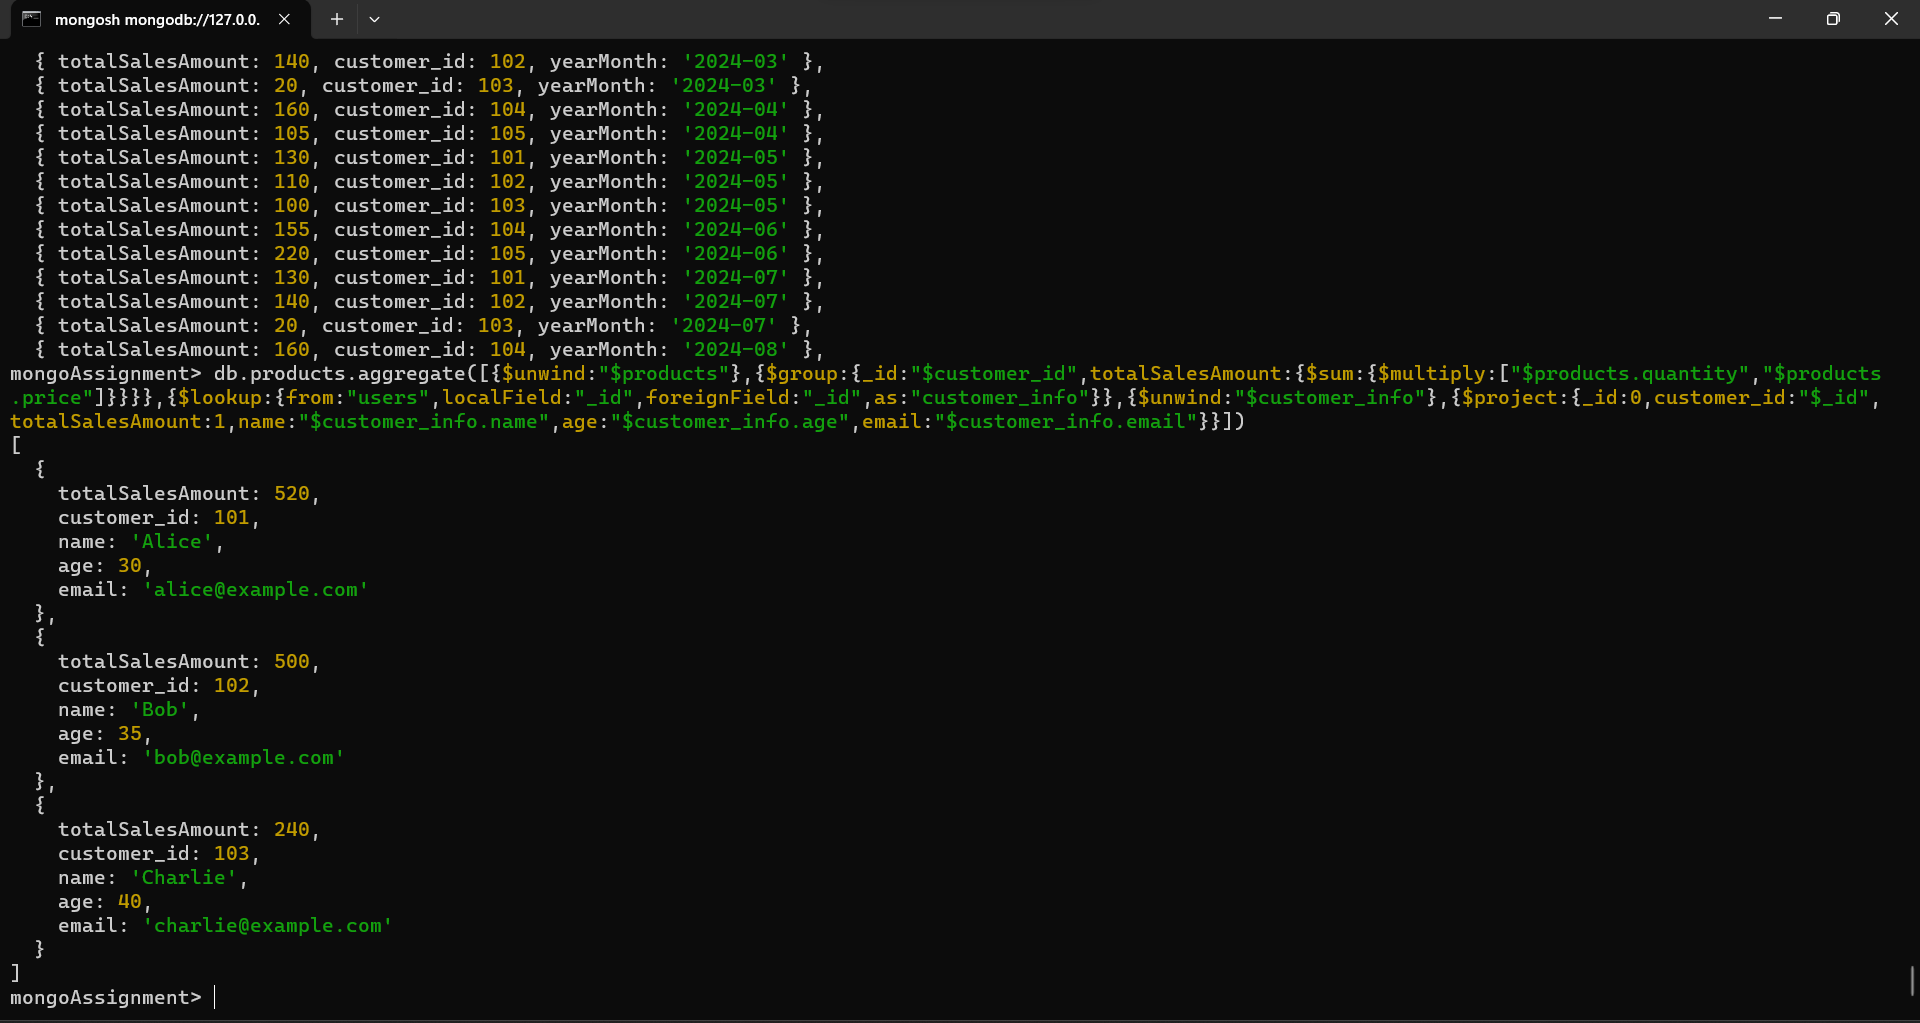 mongosh mongodb://127.0.0.
{ totalSalesAmount: 140, customer_id: 102, yearMonth: '2024-03' },
{ totalSalesAmount: 20, customer_id: 103, yearMonth: '2024-03' },
{ totalSalesAmount: 160, customer_id: 104, yearMonth: '2024-04' },
{ totalSalesAmount: 105, customer_id: 105, yearMonth: '2024-04' },
{ totalSalesAmount: 130, customer_id: 101, yearMonth: '2024-05' },
{ totalSalesAmount: 110, customer_id: 102, yearMonth: '2024-05' },
{ totalSalesAmount: 100, customer_id: 103, yearMonth: '2024-05' },
{ totalSalesAmount: 155, customer_id: 104, yearMonth: '2024-06' },
{ totalSalesAmount: 220, customer_id: 105, yearMonth: '2024-06' },
{ totalSalesAmount: 130, customer_id: 101, yearMonth: '2024-07' },
{ totalSalesAmount: 140, customer_id: 102, yearMonth: '2024-07' },
{ totalSalesAmount: 20, customer_id: 103, yearMonth: '2024-07' },
{ totalSalesAmount: 160, customer_id: 104, yearMonth: '2024-08' },
mongoAssignment> db.products.aggregate([{$unwind:"$products"},{$group:{_id:"$customer_id",totalSalesAmount:{$sum:{$multiply:["$products.quantity","$products
.price"]}}}},{$lookup:{from:"users",localField:"_id",foreignField:"_id",as:"customer_info"}},{$unwind:"$customer_info"},{$project:{_id:0,customer_id:"$_id",
totalSalesAmount:1,name:"$customer_info.name",age:"$customer_info.age",email:"$customer_info.email"}}])
[
{
totalSalesAmount: 520,
customer_id: 101,
name: 'Alice',
age: 30,
email: 'alice@example.com'
},
{
totalSalesAmount: 500,
customer_id: 102,
name: 'Bob',
age: 35,
email: 'bob@example.com'
},
{
totalSalesAmount: 240,
customer_id: 103,
name: 'Charlie',
age: 40,
email: 'charlie@example.com'
}
]
mongoAssignment>